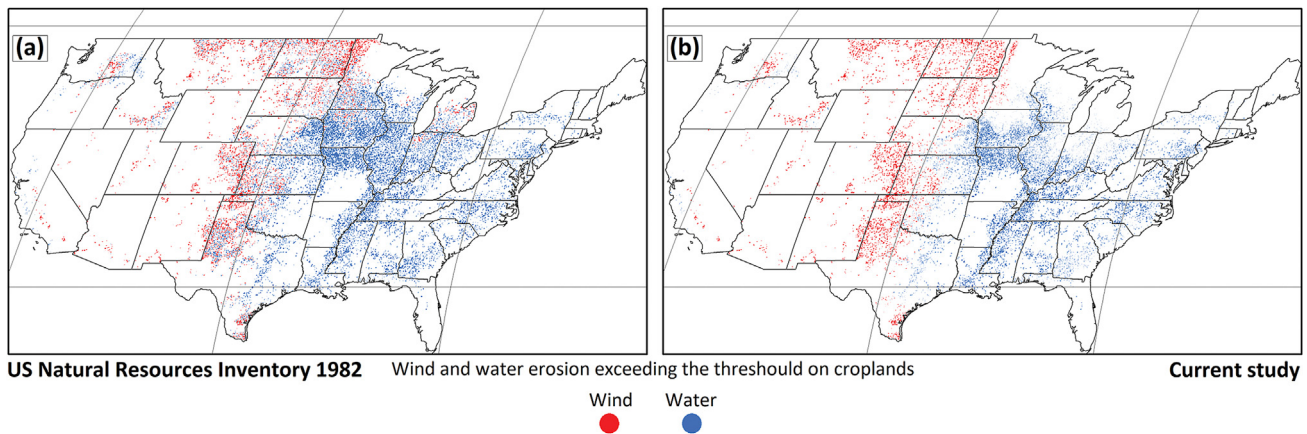 (a)
(b)
US Natural Resources Inventory 1982
Wind and water erosion exceeding the threshould on croplands
Current study
Wind
Water